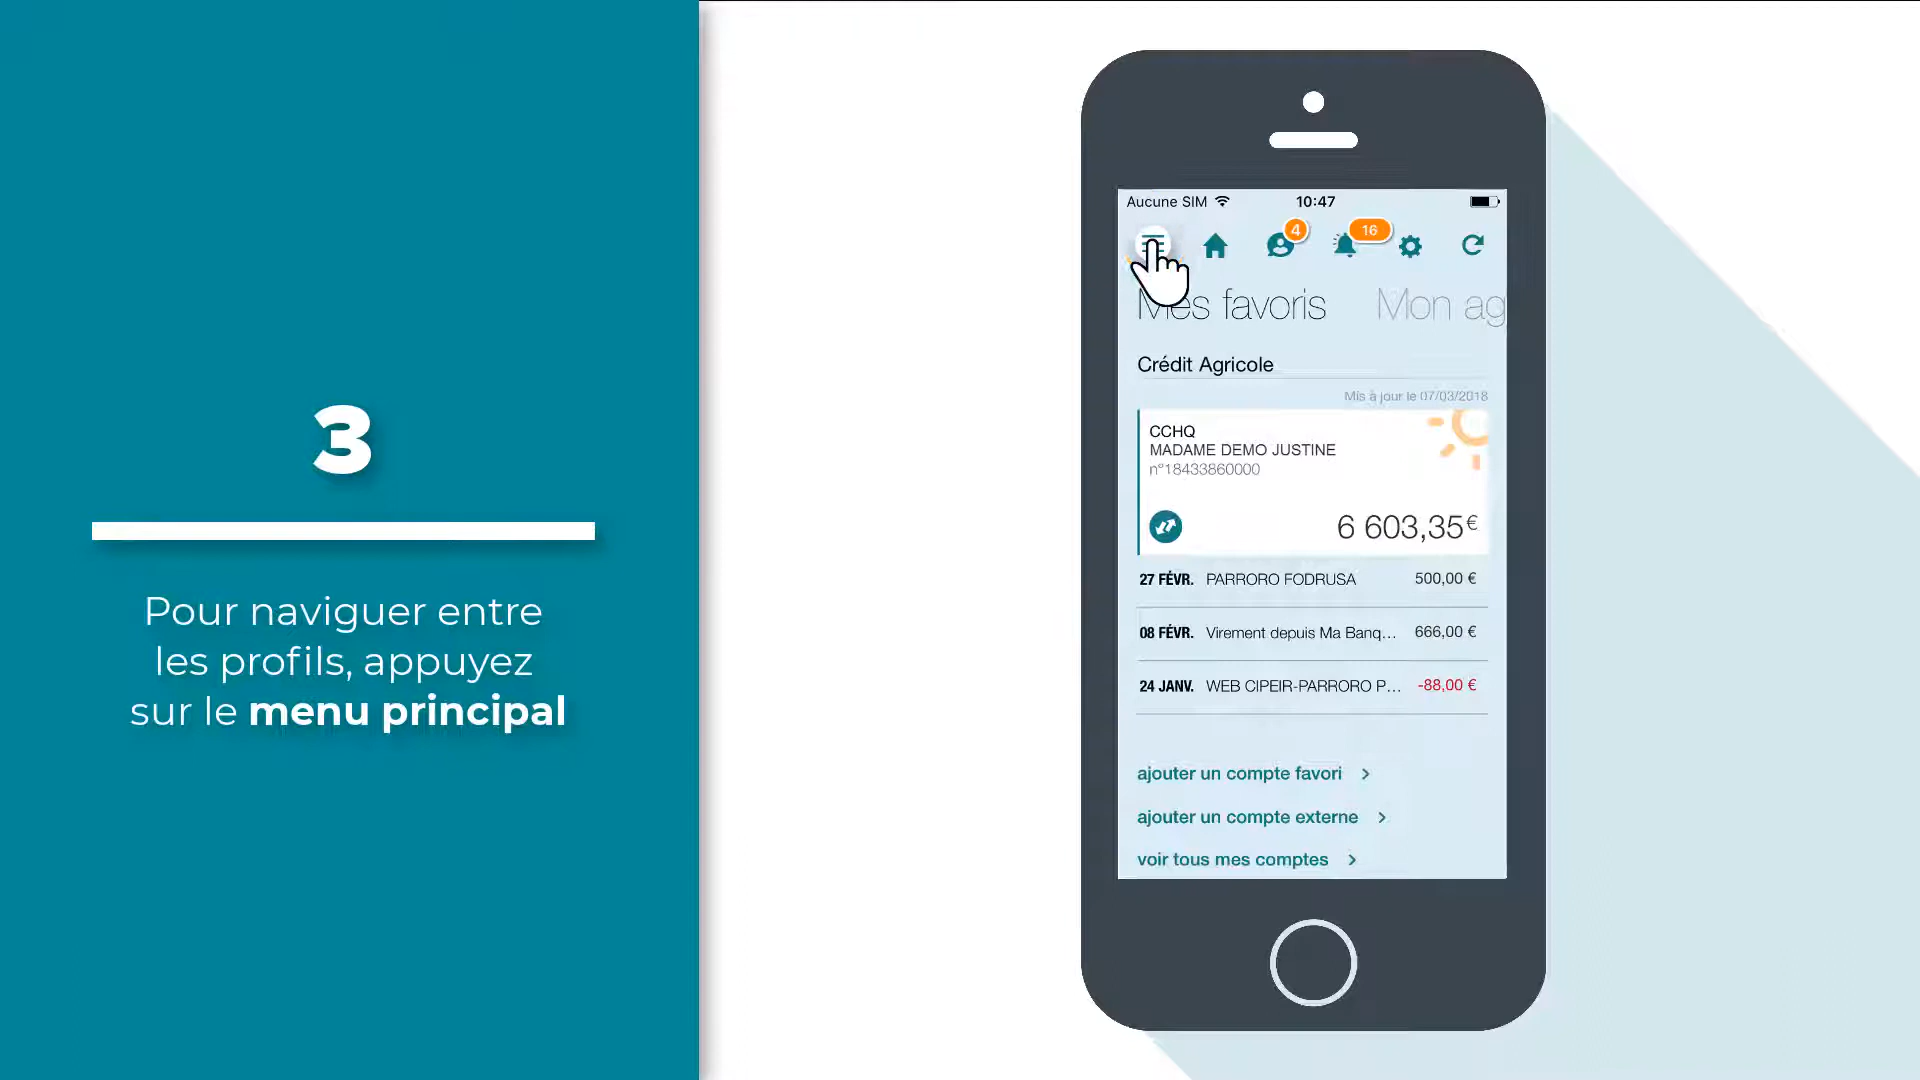 3
Pour naviguer entre
les profils, appuyez
sur le menu principal
Aucune SIM 10:47
4 16
Mes favoris Mon ag
Crédit Agricole
Mis à jour le 07/03/2018
CCHQ
MADAME DEMO JUSTINE
n°18433860000
6 603,35€
27 FÉVR. PARRORO FODRUSA 500,00 €
08 FÉVR. Virement depuis Ma Banq... 666,00 €
24 JANV. WEB CIPEIR-PARRORO P... -88,00 €
ajouter un compte favori >
ajouter un compte externe >
voir tous mes comptes >